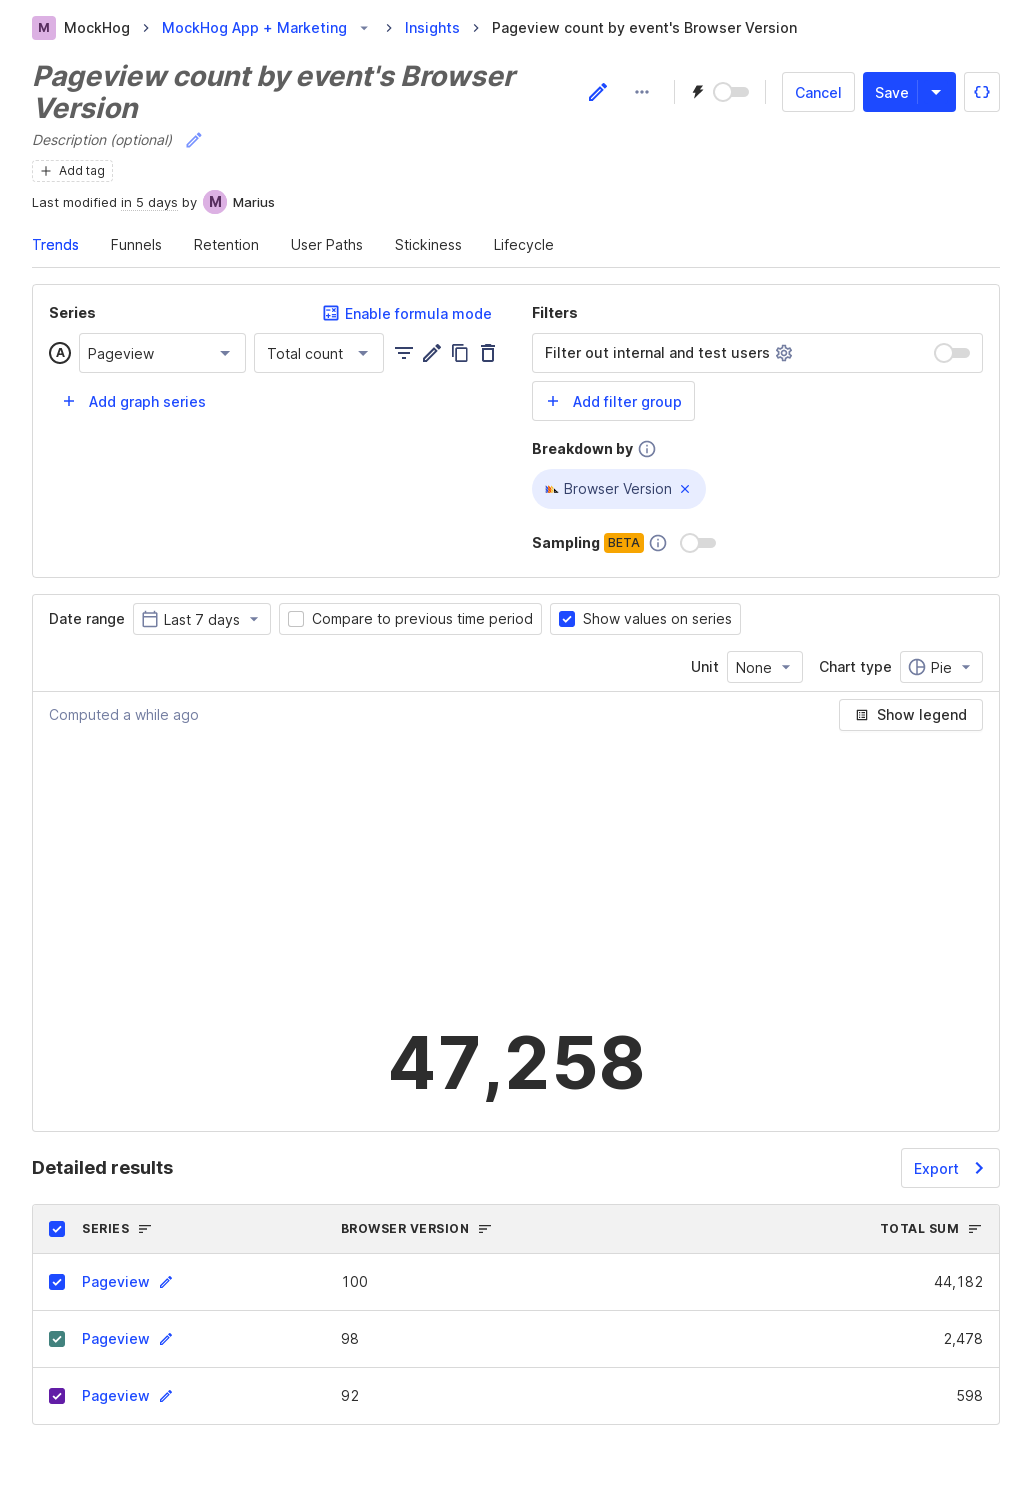 M MockHog > MockHog App + Marketing > Insights > Pageview count by event's Browser Version
Pageview count by event's Browser
Version
Cancel Save
Description (optional)
+ Add tag
Last modified in 5 days by M Marius
Trends Funnels Retention User Paths Stickiness Lifecycle
Series Enable formula mode
A Pageview Total count
+ Add graph series
Filters
Filter out internal and test users
+ Add filter group
Breakdown by
Browser Version
Sampling BETA
Date range Last 7 days Compare to previous time period Show values on series
Unit None Chart type Pie
Computed a while ago Show legend
47,258
Detailed results Export
SERIES BROWSER VERSION TOTAL SUM
Pageview 100 44,182
Pageview 98 2,478
Pageview 92 598